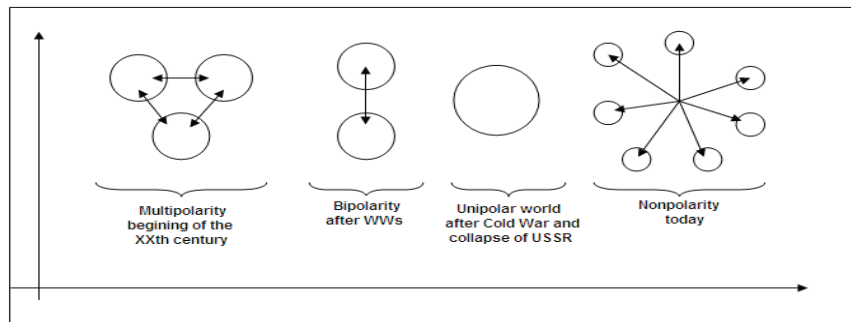 Multipolarity
begining of the
XXth century
Bipolarity
after WWs
Unipolar world
after Cold War and
collapse of USSR
Nonpolarity
today